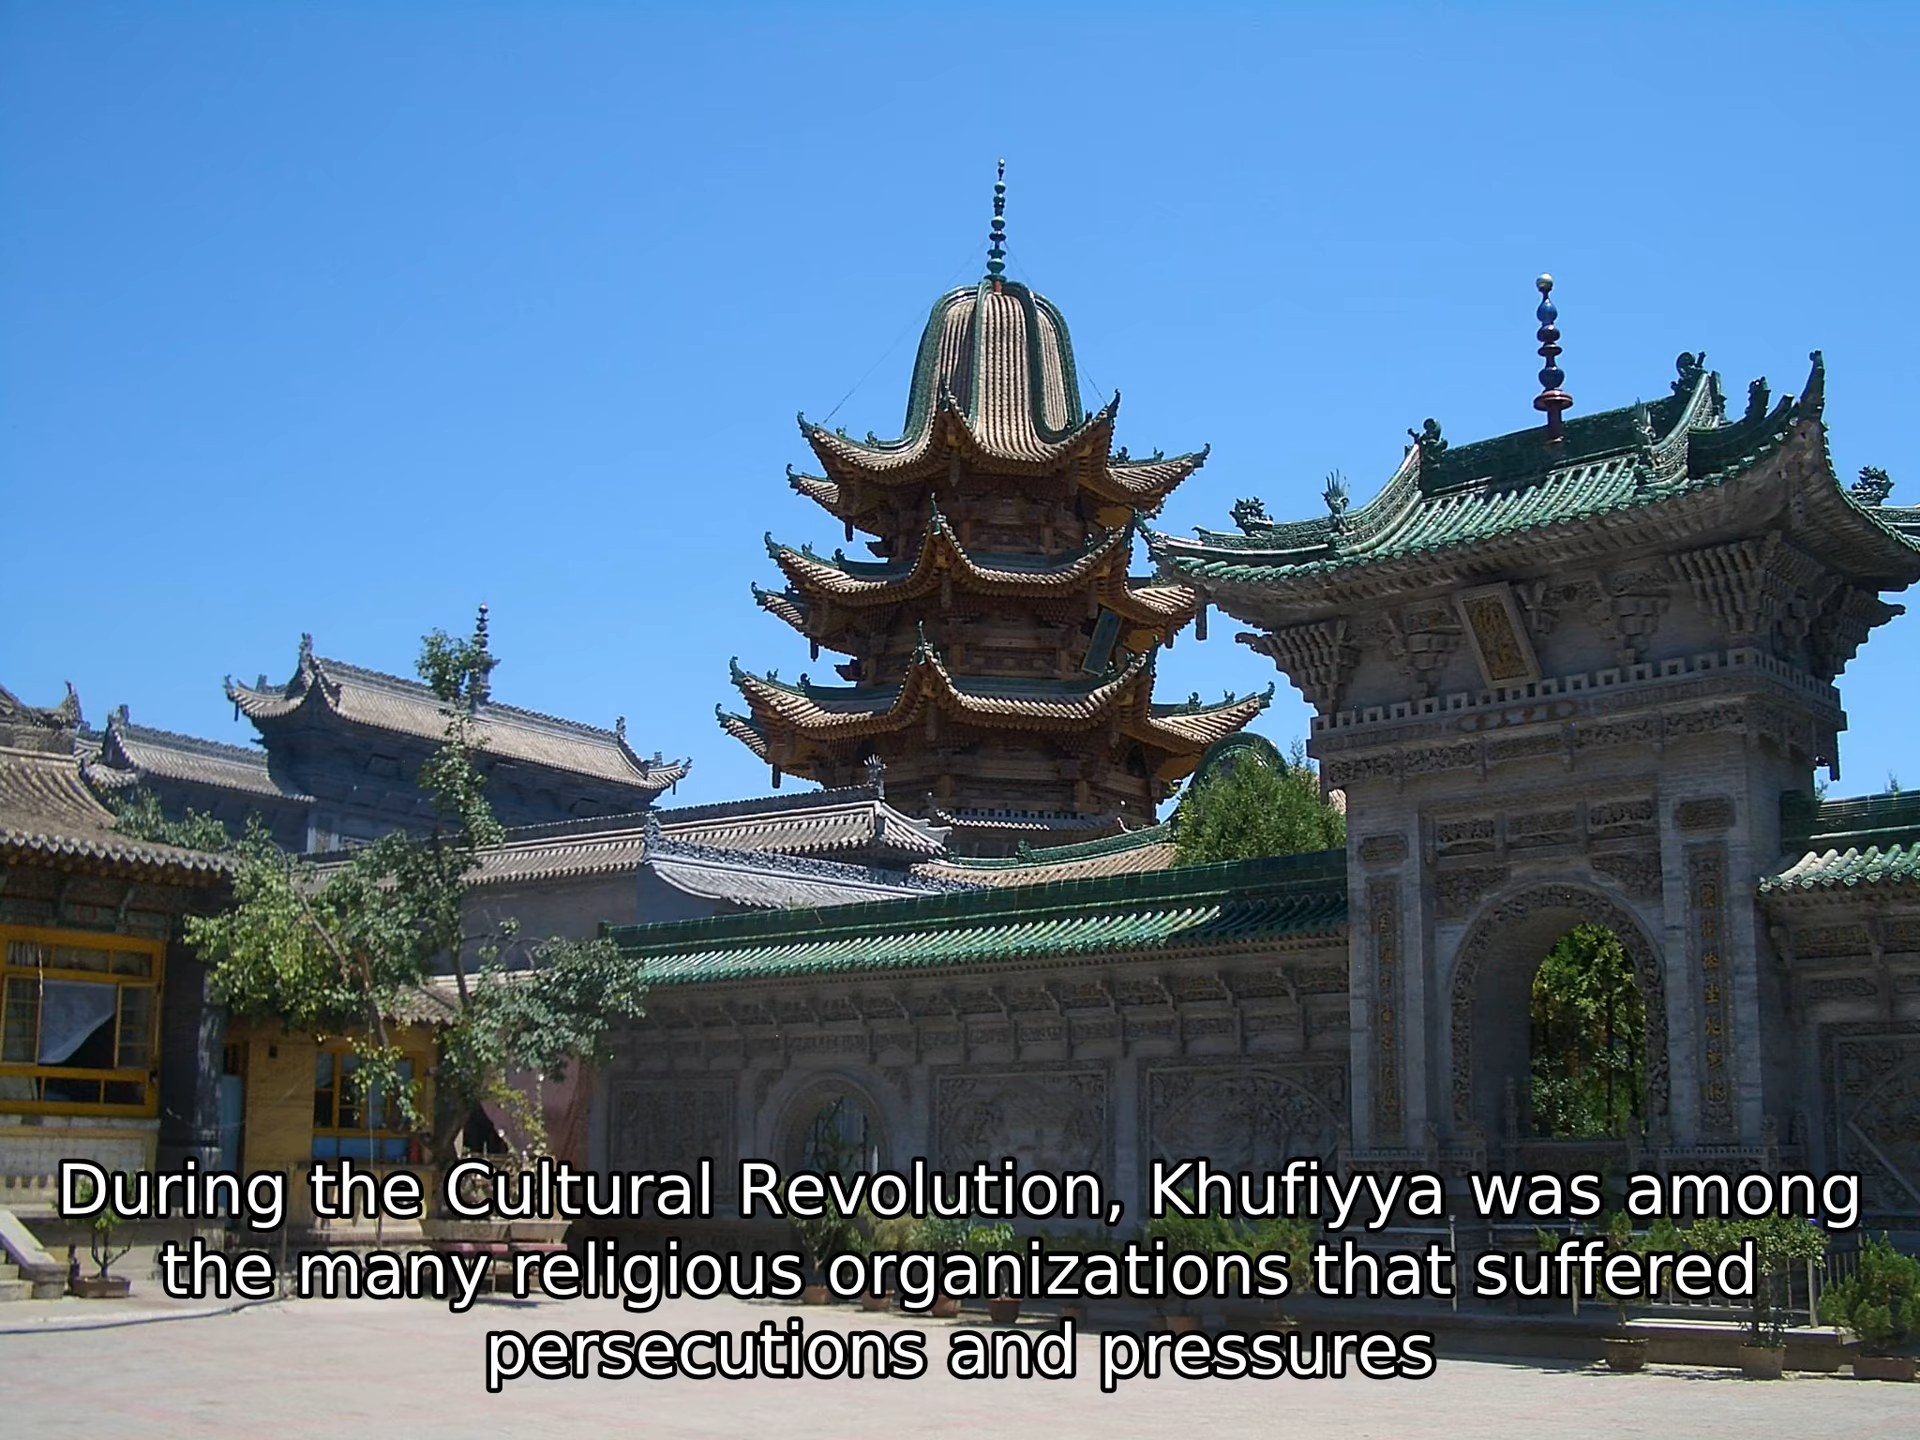 During the Cultural Revolution, Khufiyya was among
the many religious organizations that suffered
persecutions and pressures